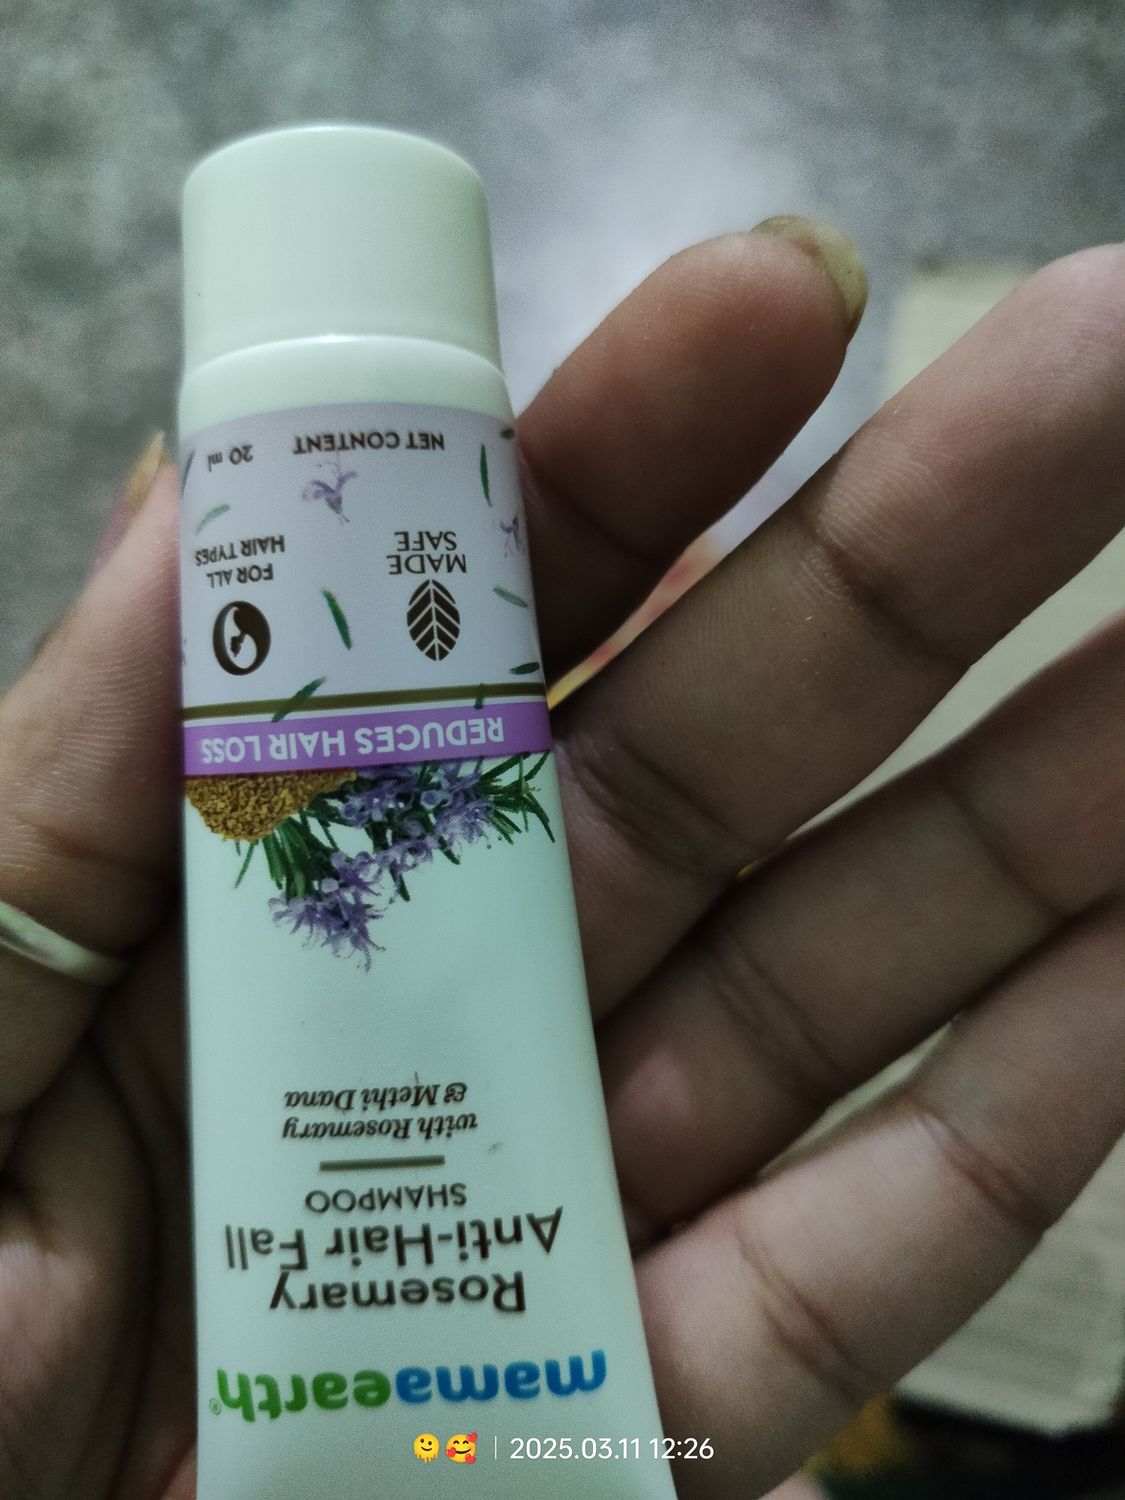 mamaearth®
Rosemary
Anti-Hair Fall
SHAMPOO
with Rosemary
& Methi Dana
REDUCES HAIR LOSS
MADE
SAFE
FOR ALL
HAIR TYPES
NET CONTENT 20 ml
🫠🥰 | 2025.03.11 12:26